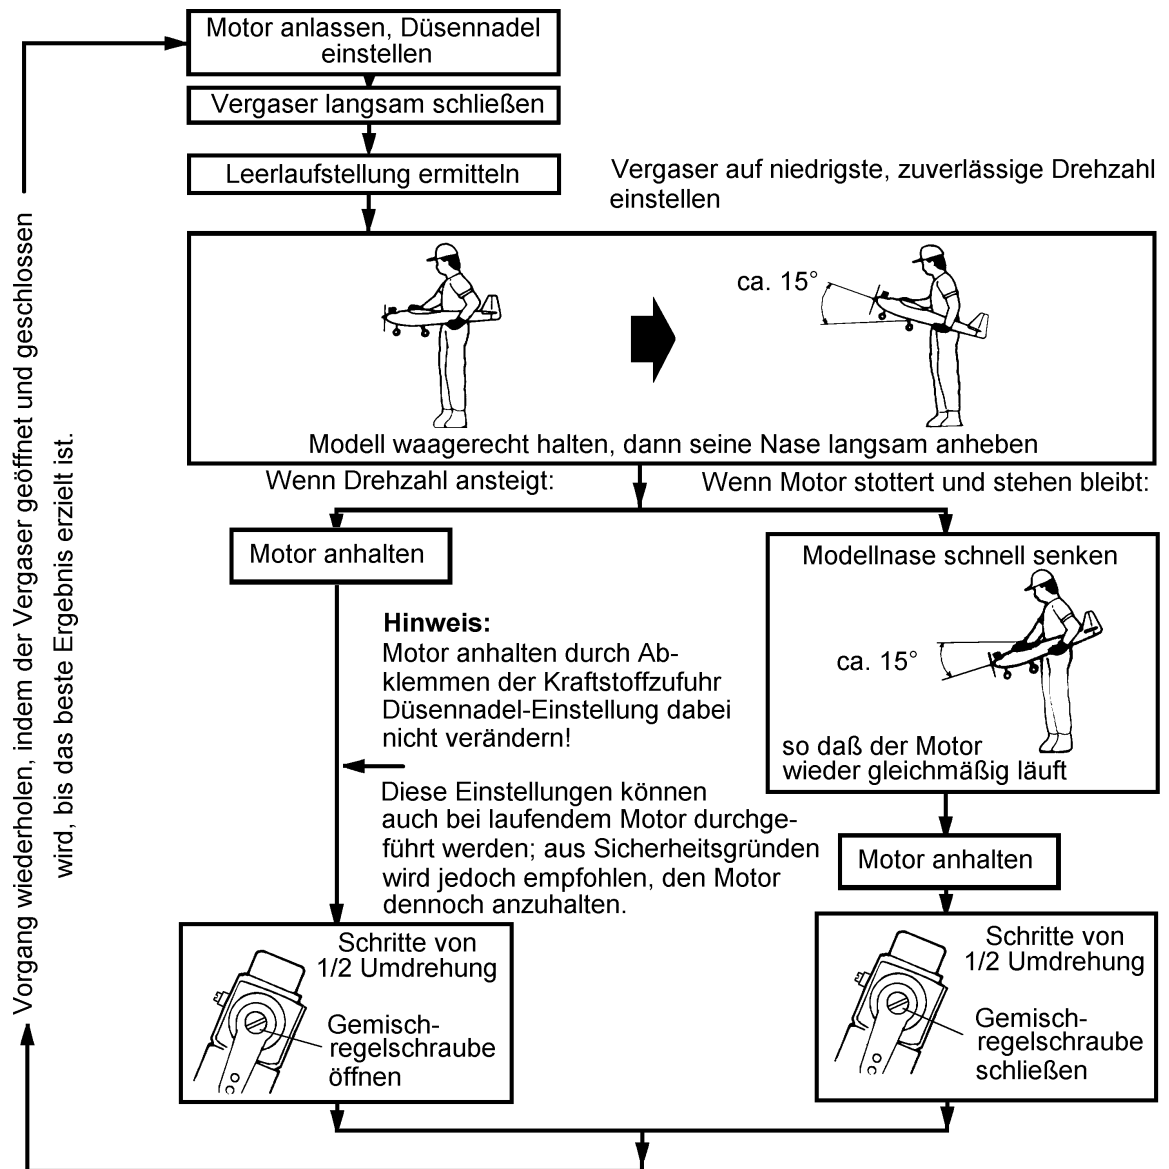 Motor anlassen, Düsennadel
einstellen
Vergaser langsam schließen
Leerlaufstellung ermitteln
Vergaser auf niedrigste, zuverlässige Drehzahl
einstellen
ca. 15°
Modell waagerecht halten, dann seine Nase langsam anheben
Wenn Drehzahl ansteigt:
Wenn Motor stottert und stehen bleibt:
Motor anhalten
Hinweis:
Motor anhalten durch Ab-
klemmen der Kraftstoffzufuhr
Düsennadel-Einstellung dabei
nicht verändern!
Diese Einstellungen können
auch bei laufendem Motor durchge-
führt werden; aus Sicherheitsgründen
wird jedoch empfohlen, den Motor
dennoch anzuhalten.
Modellnase schnell senken
ca. 15°
so daß der Motor
wieder gleichmäßig läuft
Motor anhalten
Schritte von
1/2 Umdrehung
Gemisch-
regelschraube
öffnen
Schritte von
1/2 Umdrehung
Gemisch-
regelschraube
schließen
Vorgang wiederholen, indem der Vergaser geöffnet und geschlossen
wird, bis das beste Ergebnis erzielt ist.